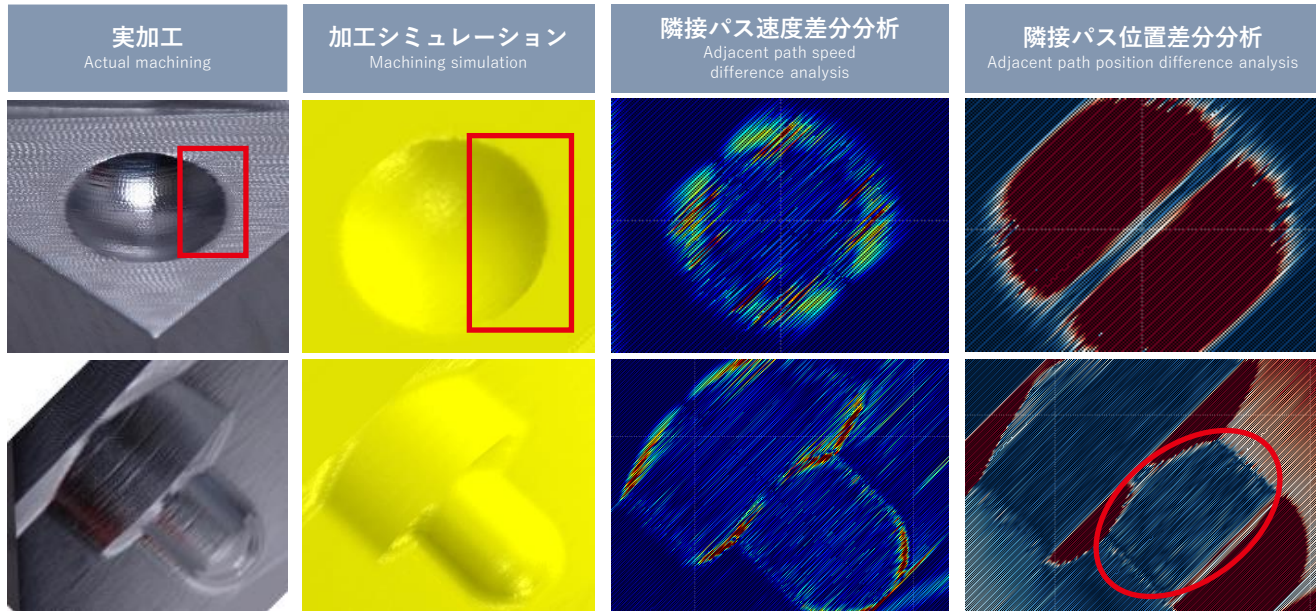 実加工
Actual machining
加工シミュレーション
Machining simulation
隣接パス速度差分分析
Adjacent path speed
difference analysis
隣接パス位置差分分析
Adjacent path position difference analysis